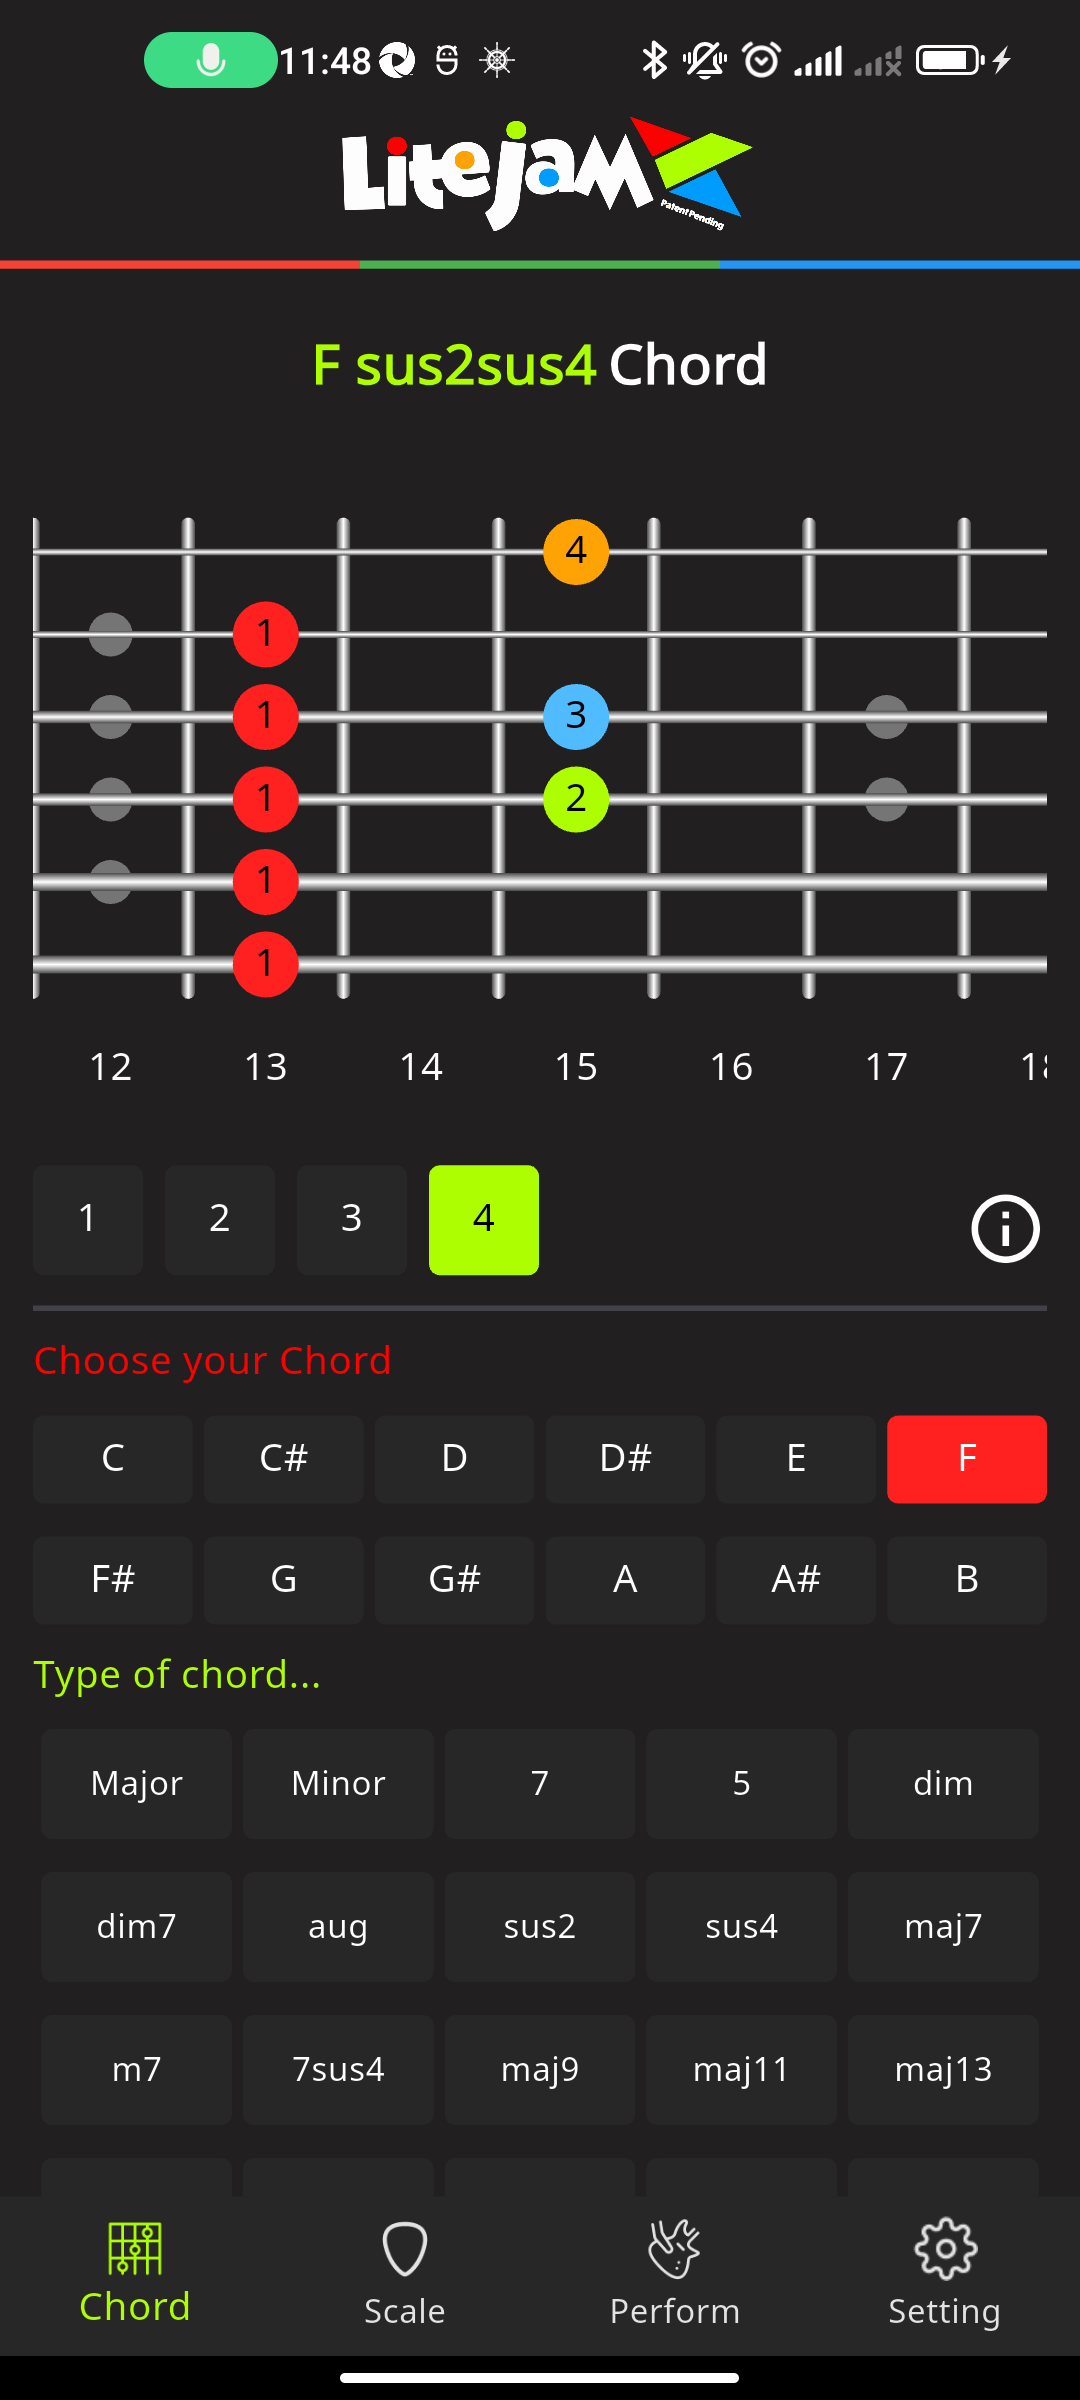 11:48
Litejam
Patent Pending
F sus2sus4 Chord
4
1
1 3
1 2
1
1
12 13 14 15 16 17
1 2 3 4
Choose your Chord
C C# D D# E F
F# G G# A A# B
Type of chord...
Major Minor 7 5 dim
dim7 aug sus2 sus4 maj7
m7 7sus4 maj9 maj11 maj13
Chord Scale Perform Setting